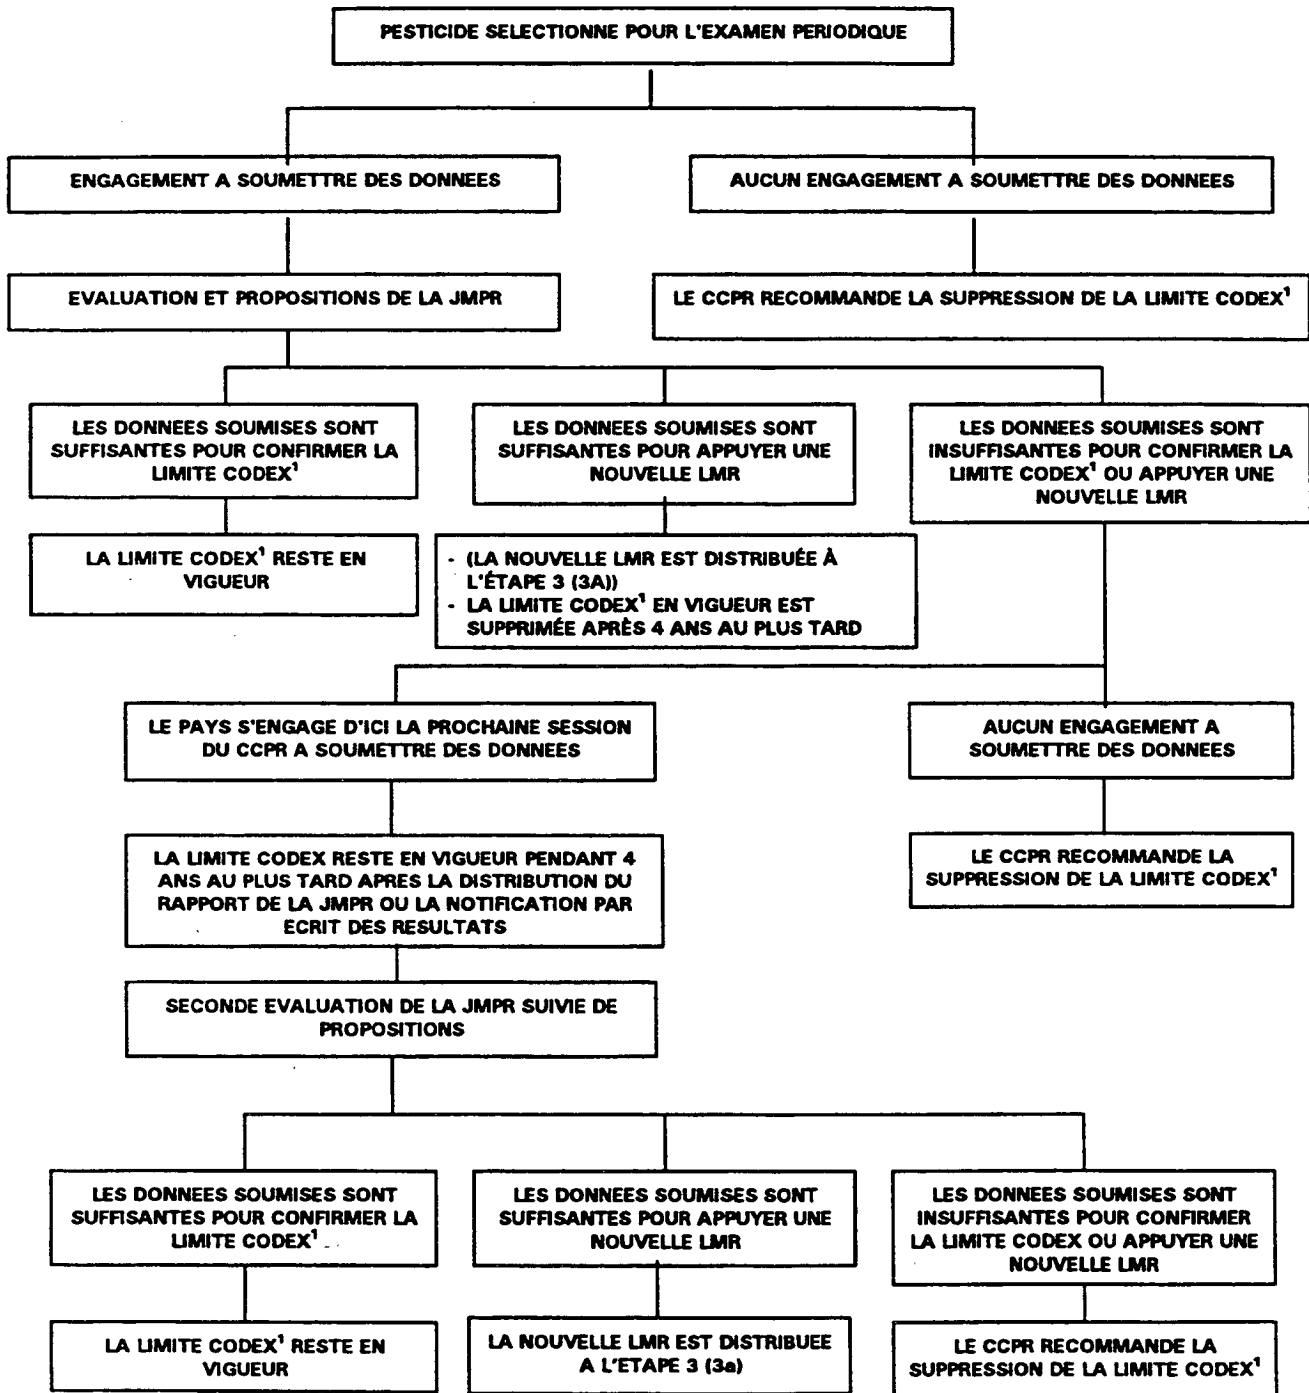 PESTICIDE SELECTIONNE POUR L'EXAMEN PERIODIQUE
ENGAGEMENT A SOUMETTRE DES DONNEES
AUCUN ENGAGEMENT A SOUMETTRE DES DONNEES
EVALUATION ET PROPOSITIONS DE LA JMPR
LE CCPR RECOMMANDE LA SUPPRESSION DE LA LIMITE CODEX¹
LES DONNEES SOUMISES SONT
SUFFISANTES POUR CONFIRMER LA
LIMITE CODEX¹
LES DONNEES SOUMISES SONT
SUFFISANTES POUR APPUYER UNE
NOUVELLE LMR
LES DONNEES SOUMISES SONT
INSUFFISANTES POUR CONFIRMER LA
LIMITE CODEX¹ OU APPUYER UNE
NOUVELLE LMR
LA LIMITE CODEX¹ RESTE EN
VIGUEUR
- (LA NOUVELLE LMR EST DISTRIBUÉE À
L'ÉTAPE 3 (3A))
- LA LIMITE CODEX¹ EN VIGUEUR EST
SUPPRIMÉE APRÈS 4 ANS AU PLUS TARD
LE PAYS S'ENGAGE D'ICI LA PROCHAINE SESSION
DU CCPR A SOUMETTRE DES DONNEES
AUCUN ENGAGEMENT A
SOUMETTRE DES DONNEES
LA LIMITE CODEX RESTE EN VIGUEUR PENDANT 4
ANS AU PLUS TARD APRES LA DISTRIBUTION DU
RAPPORT DE LA JMPR OU LA NOTIFICATION PAR
ECRIT DES RESULTATS
LE CCPR RECOMMANDE LA
SUPPRESSION DE LA LIMITE CODEX¹
SECONDE EVALUATION DE LA JMPR SUIVIE DE
PROPOSITIONS
LES DONNEES SOUMISES SONT
SUFFISANTES POUR CONFIRMER LA
LIMITE CODEX¹
LES DONNEES SOUMISES SONT
SUFFISANTES POUR APPUYER UNE
NOUVELLE LMR
LES DONNEES SOUMISES SONT
INSUFFISANTES POUR CONFIRMER
LA LIMITE CODEX OU APPUYER UNE
NOUVELLE LMR
LA LIMITE CODEX¹ RESTE EN
VIGUEUR
LA NOUVELLE LMR EST DISTRIBUEE
A L'ETAPE 3 (3a)
LE CCPR RECOMMANDE LA
SUPPRESSION DE LA LIMITE CODEX¹